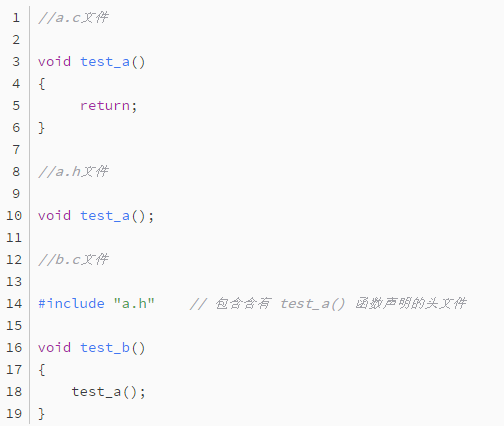 1 //a.c文件
2
3 void test_a()
4 {
5      return;
6 }
7
8 //a.h文件
9
10 void test_a();
11
12 //b.c文件
13
14 #include "a.h"    // 包含含有 test_a() 函数声明的头文件
15
16 void test_b()
17 {
18     test_a();
19 }